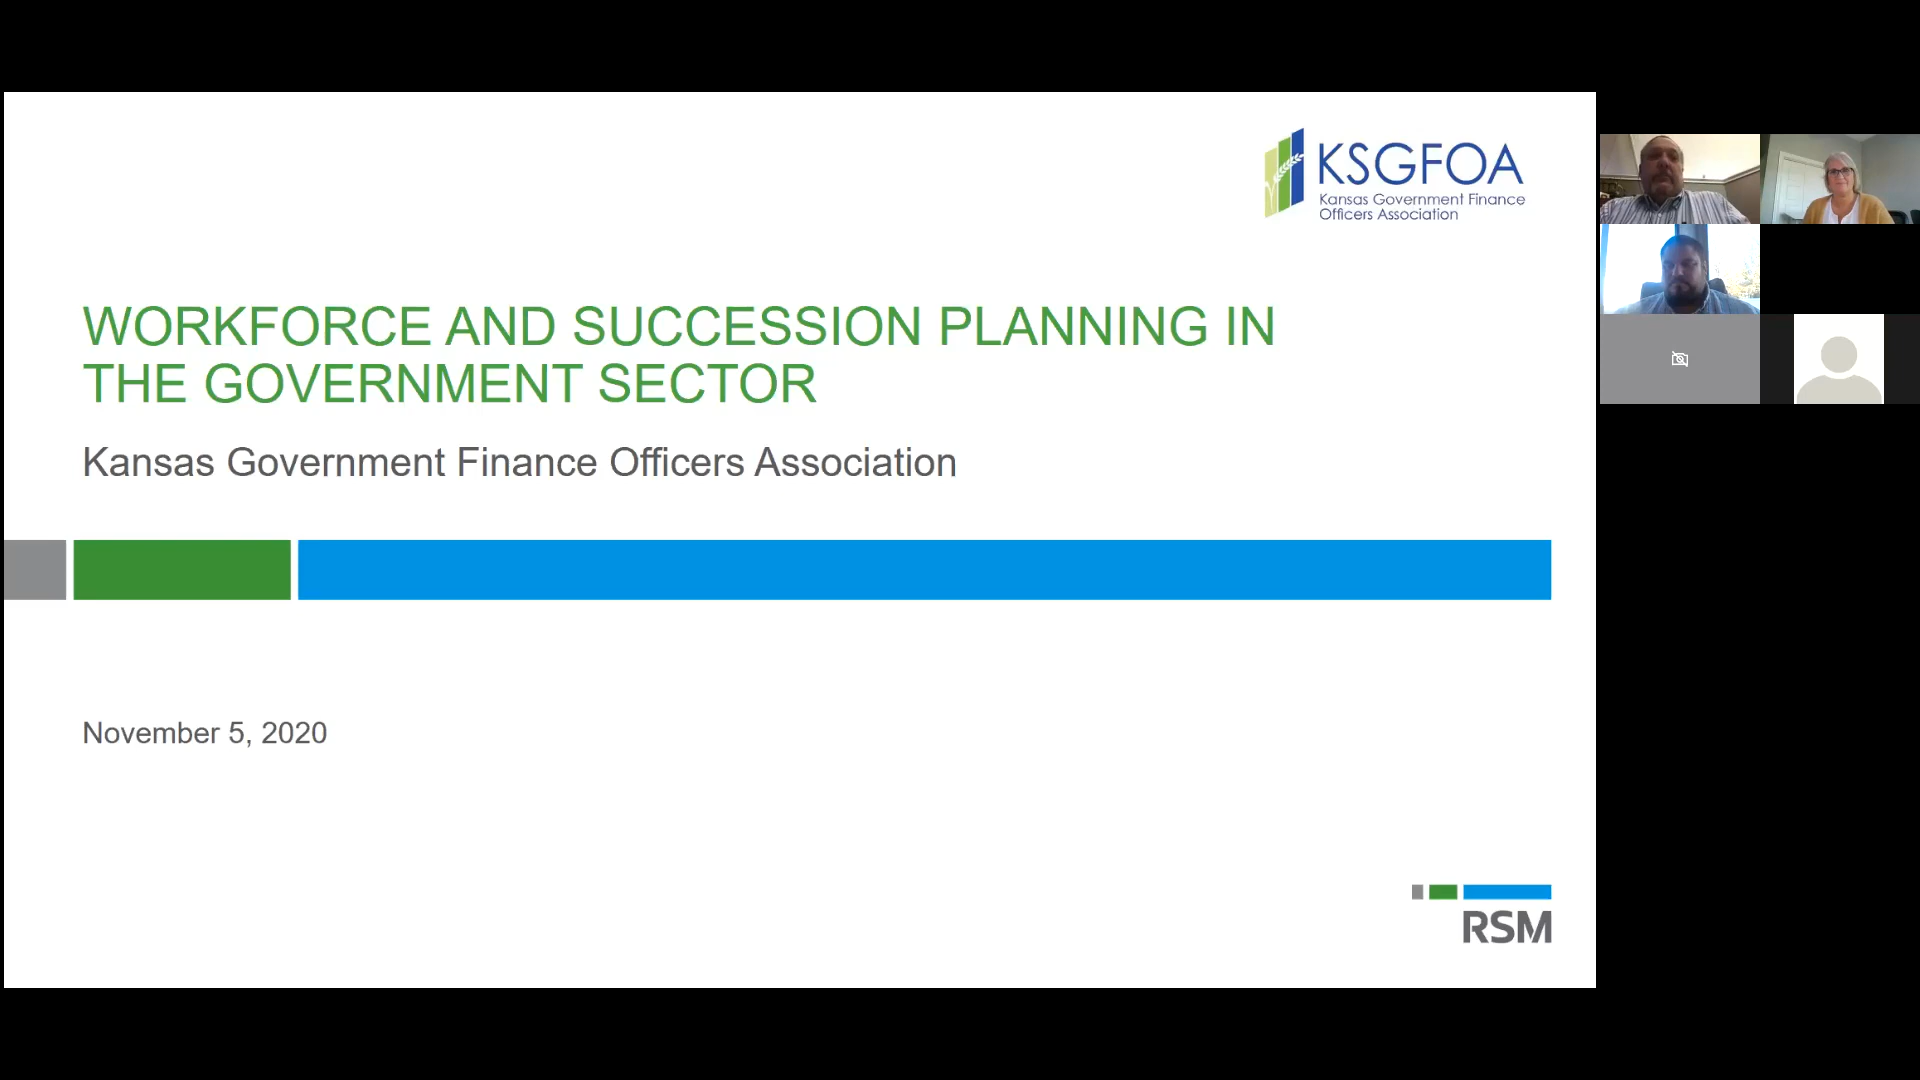 KSGFOA
Kansas Government Finance
Officers Association
WORKFORCE AND SUCCESSION PLANNING IN
THE GOVERNMENT SECTOR
Kansas Government Finance Officers Association
November 5, 2020
RSM